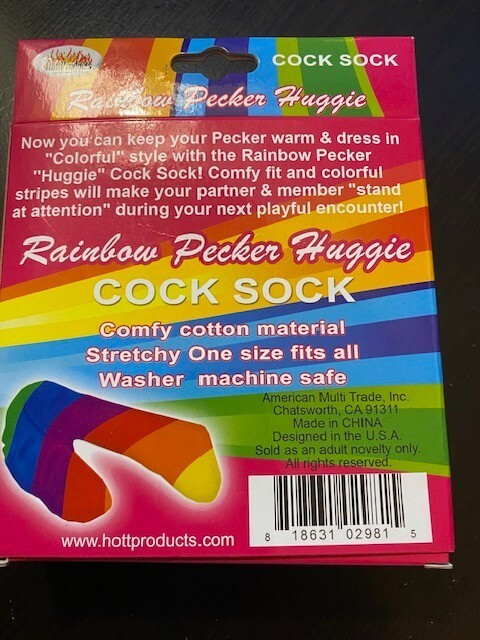 COCK SOCK
Rainbow Pecker Huggie
Now you can keep your Pecker warm & dress in
"Colorful" style with the Rainbow Pecker
"Huggie" Cock Sock! Comfy fit and colorful
stripes will make your partner & member "stand
at attention" during your next playful encounter!
Rainbow Pecker Huggie
COCK SOCK
Comfy cotton material
Stretchy One size fits all
Washer machine safe
American Multi Trade, Inc.
Chatsworth, CA 91311
Made in CHINA
Designed in the U.S.A.
Sold as an adult novelty only.
All rights reserved
www.hottproducts.com
8 18631 02981 5